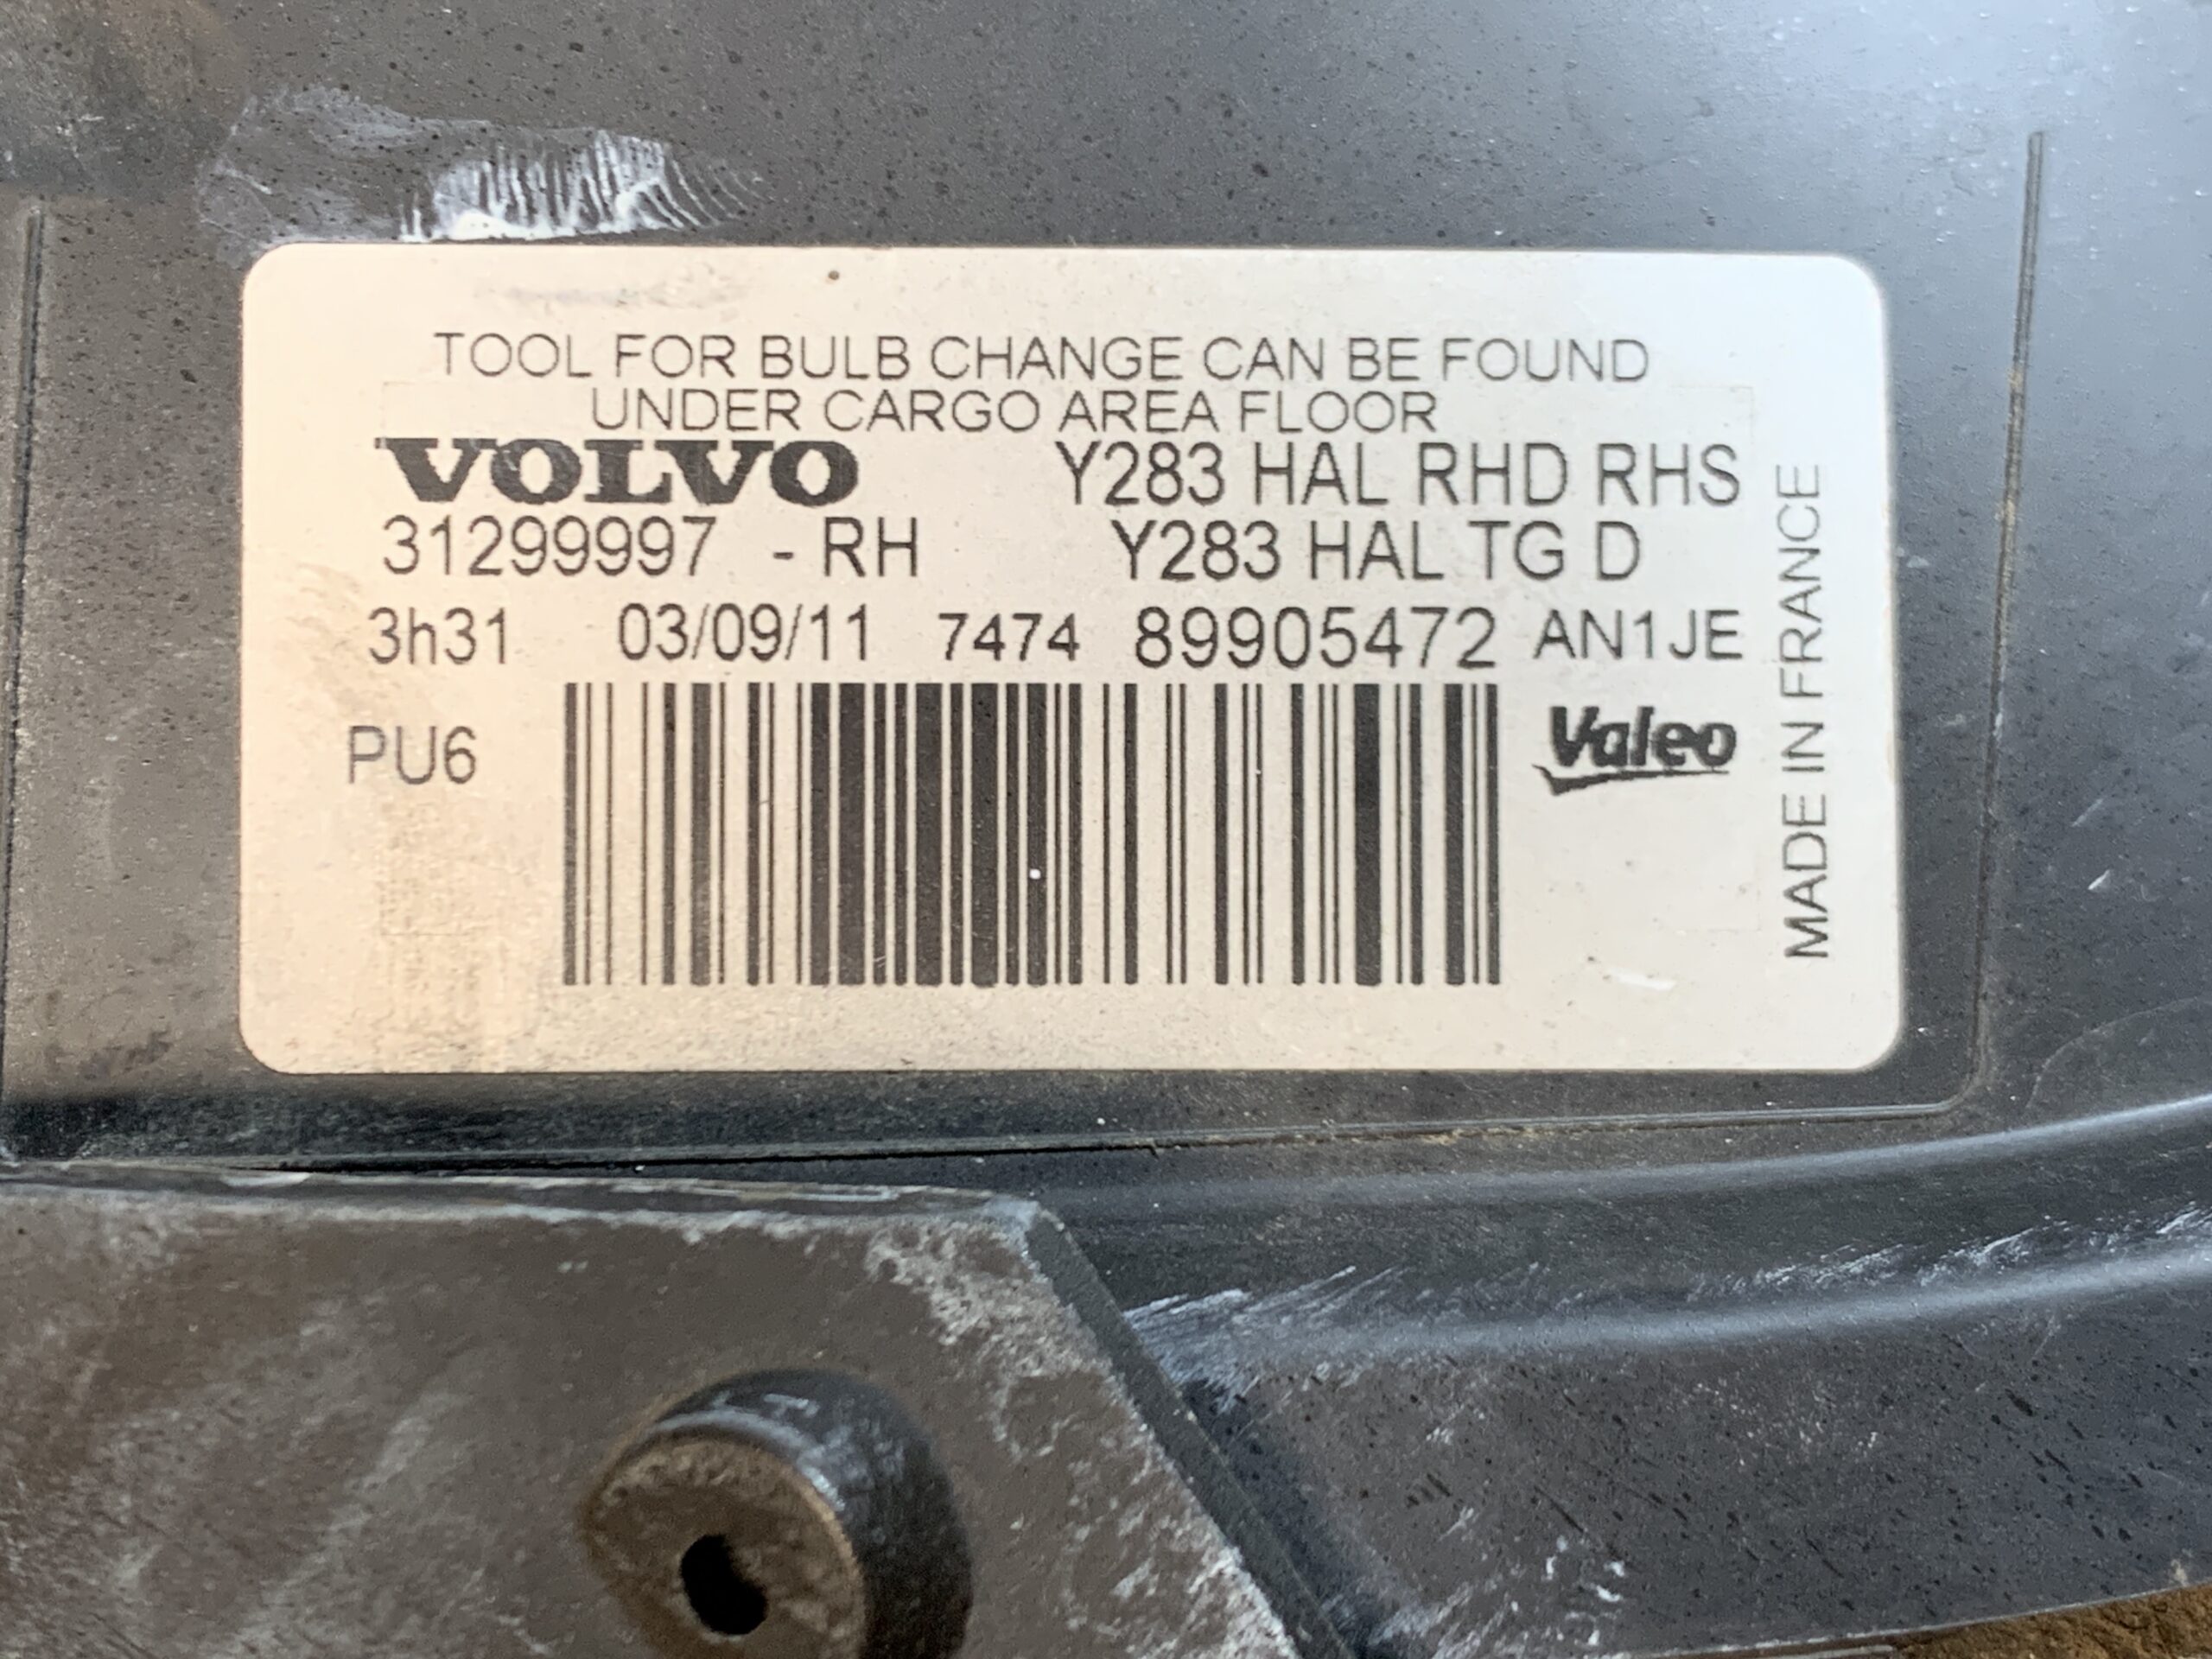 TOOL FOR BULB CHANGE CAN BE FOUND
UNDER CARGO AREA FLOOR
VOLVO Y283 HAL RHD RHS
31299997 - RH Y283 HAL TG D
3h31 03/09/11 7474 89905472 AN1JE
PU6 Valeo
MADE IN FRANCE